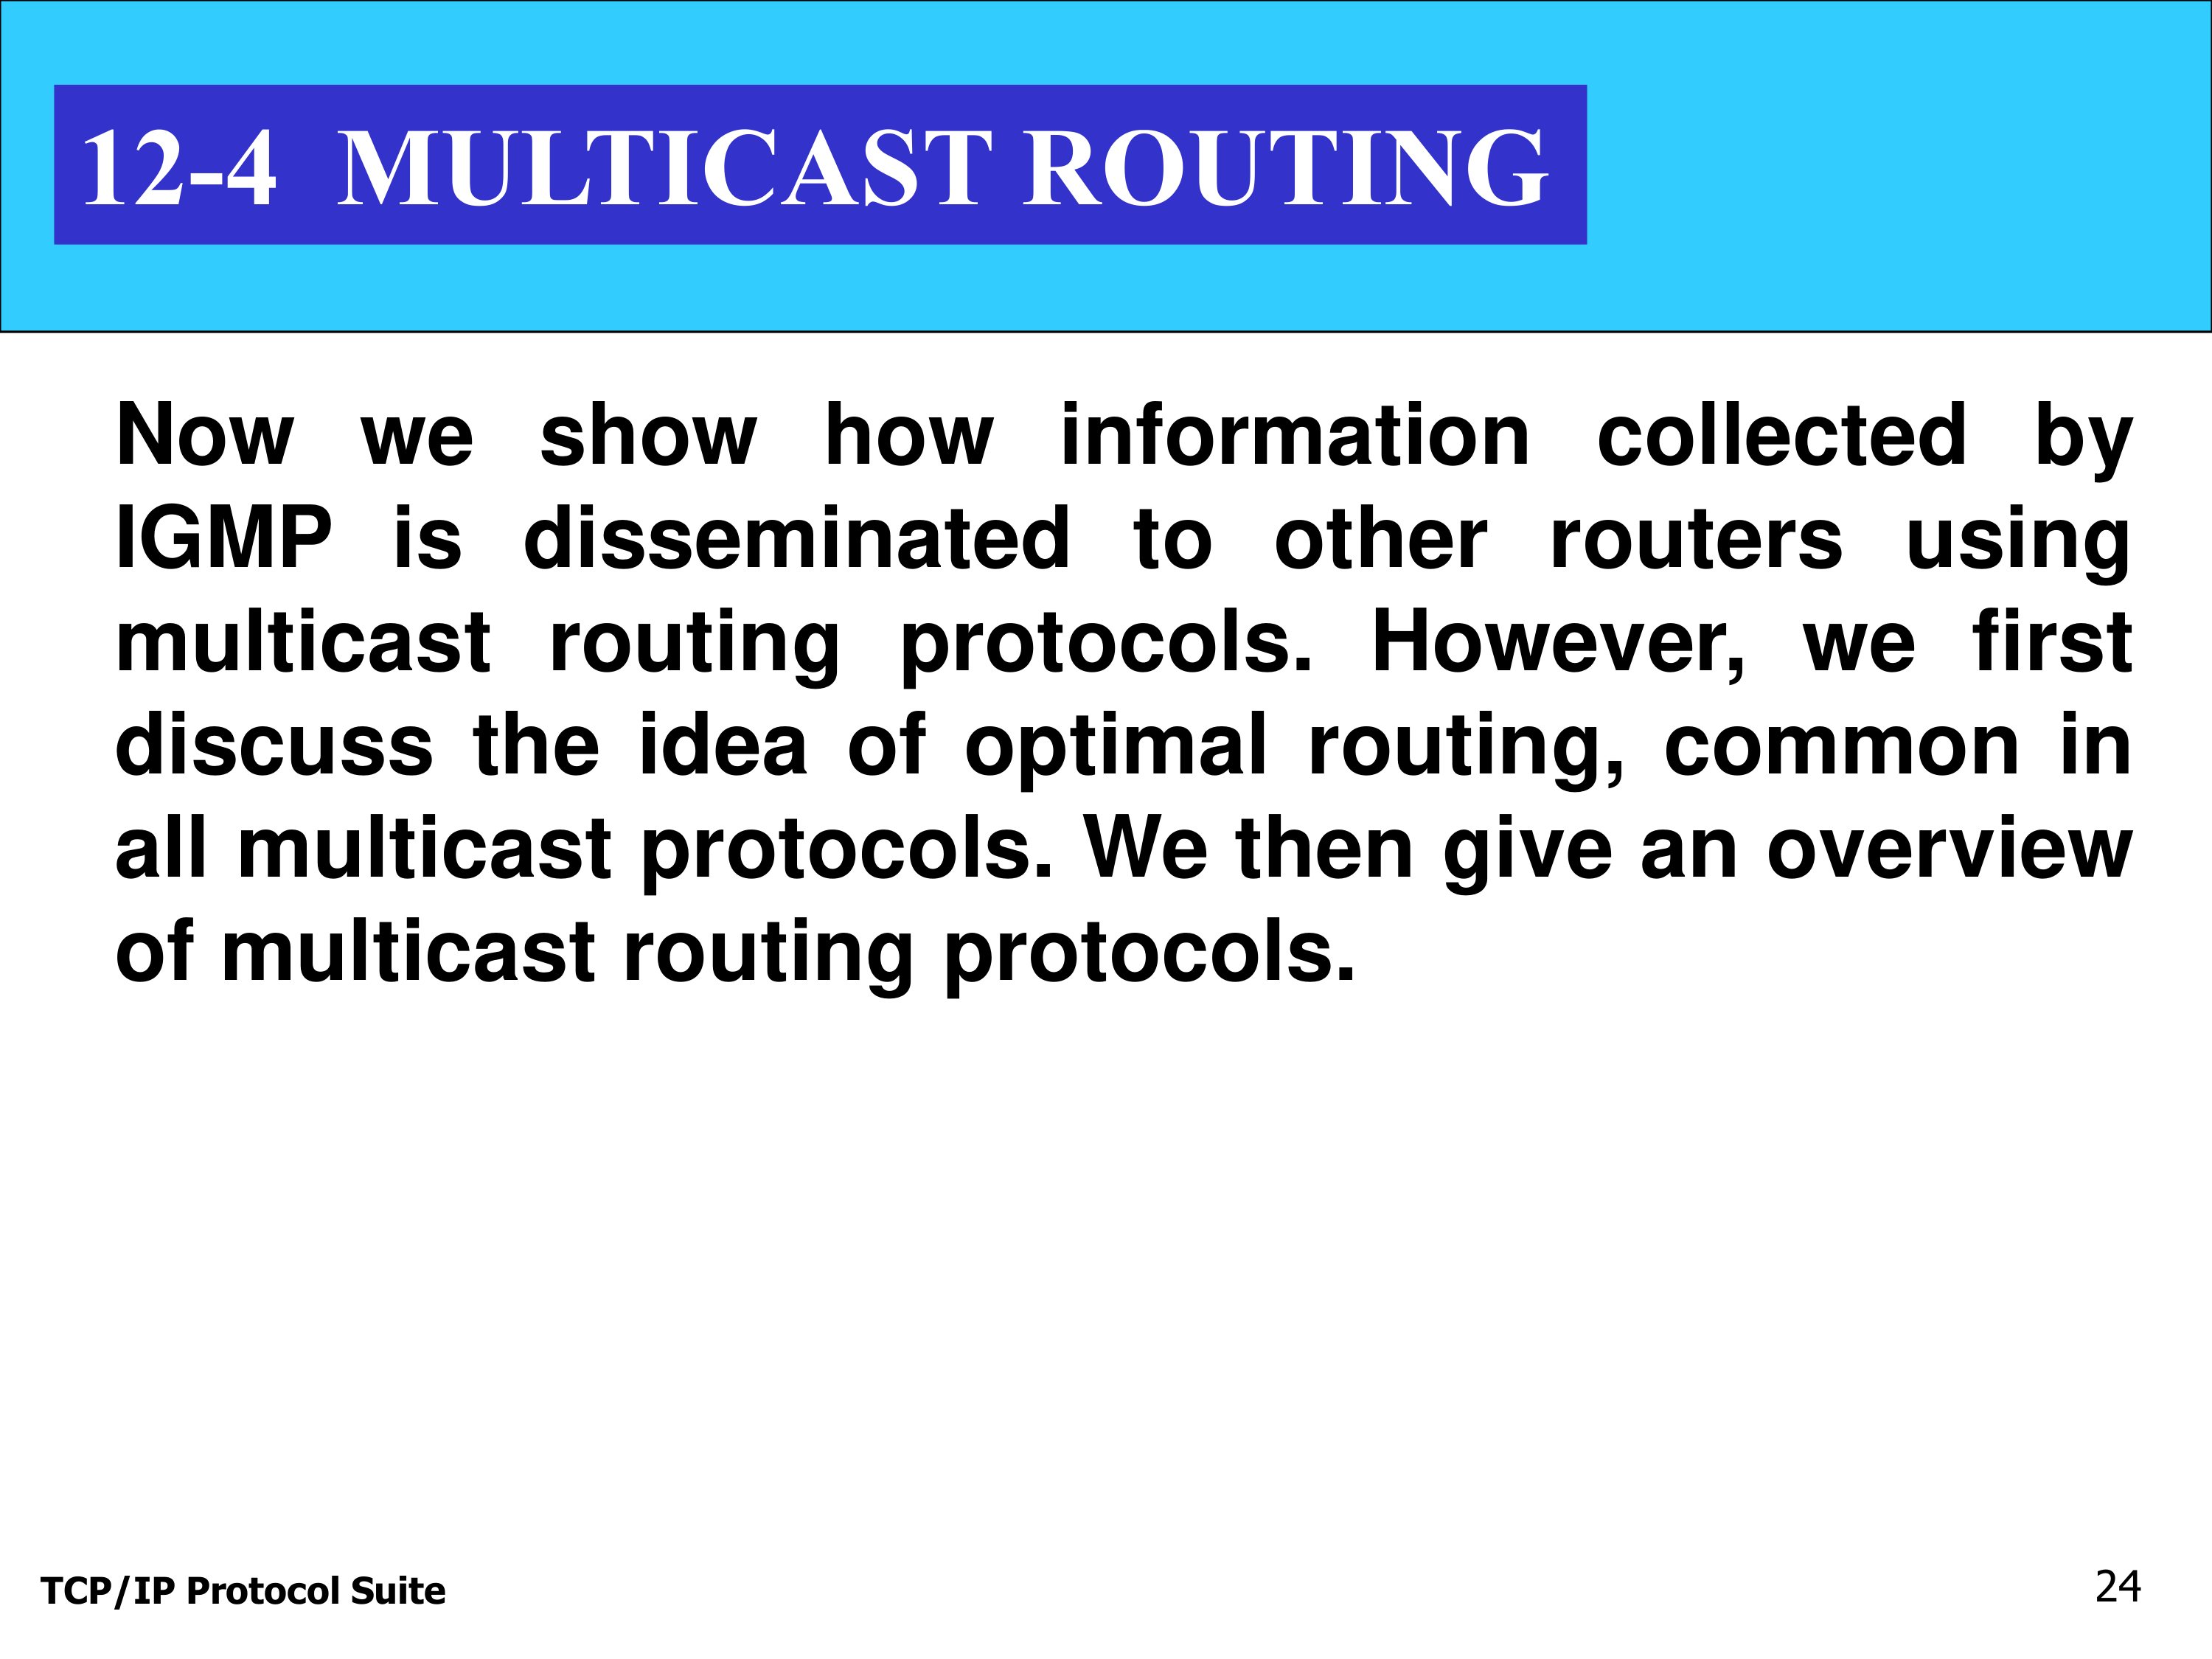 12-4 MULTICAST ROUTING
Now we show how information collected by
IGMP is disseminated to other routers using
multicast routing protocols. However, we first
discuss the idea of optimal routing, common in
all multicast protocols. We then give an overview
of multicast routing protocols.
TCP/IP Protocol Suite
24